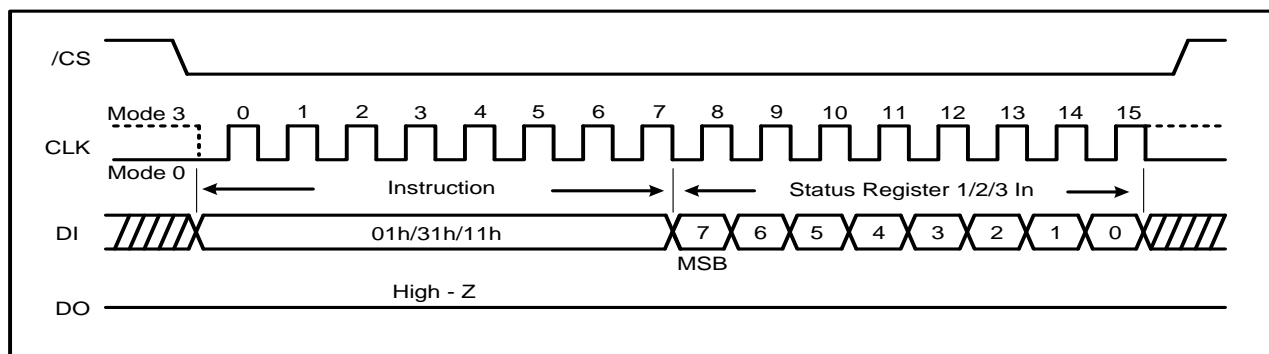 /CS
Mode 3
0 1 2 3 4 5 6 7 8 9 10 11 12 13 14 15
CLK
Mode 0
Instruction
Status Register 1/2/3 In
DI
01h/31h/11h
7 6 5 4 3 2 1 0
MSB
High - Z
DO